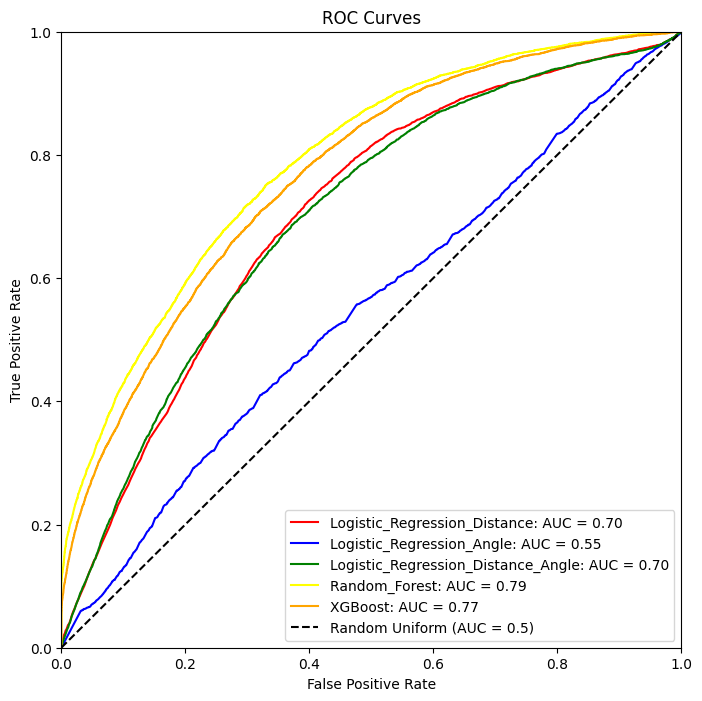 ROC Curves
1.0
0.8
0.6
0.4
0.2
0.0
True Positive Rate
Logistic_Regression_Distance: AUC = 0.70
Logistic_Regression_Angle: AUC = 0.55
Logistic_Regression_Distance_Angle: AUC = 0.70
Random_Forest: AUC = 0.79
XGBoost: AUC = 0.77
Random Uniform (AUC = 0.5)
0.0 0.2 0.4 0.6 0.8 1.0
False Positive Rate